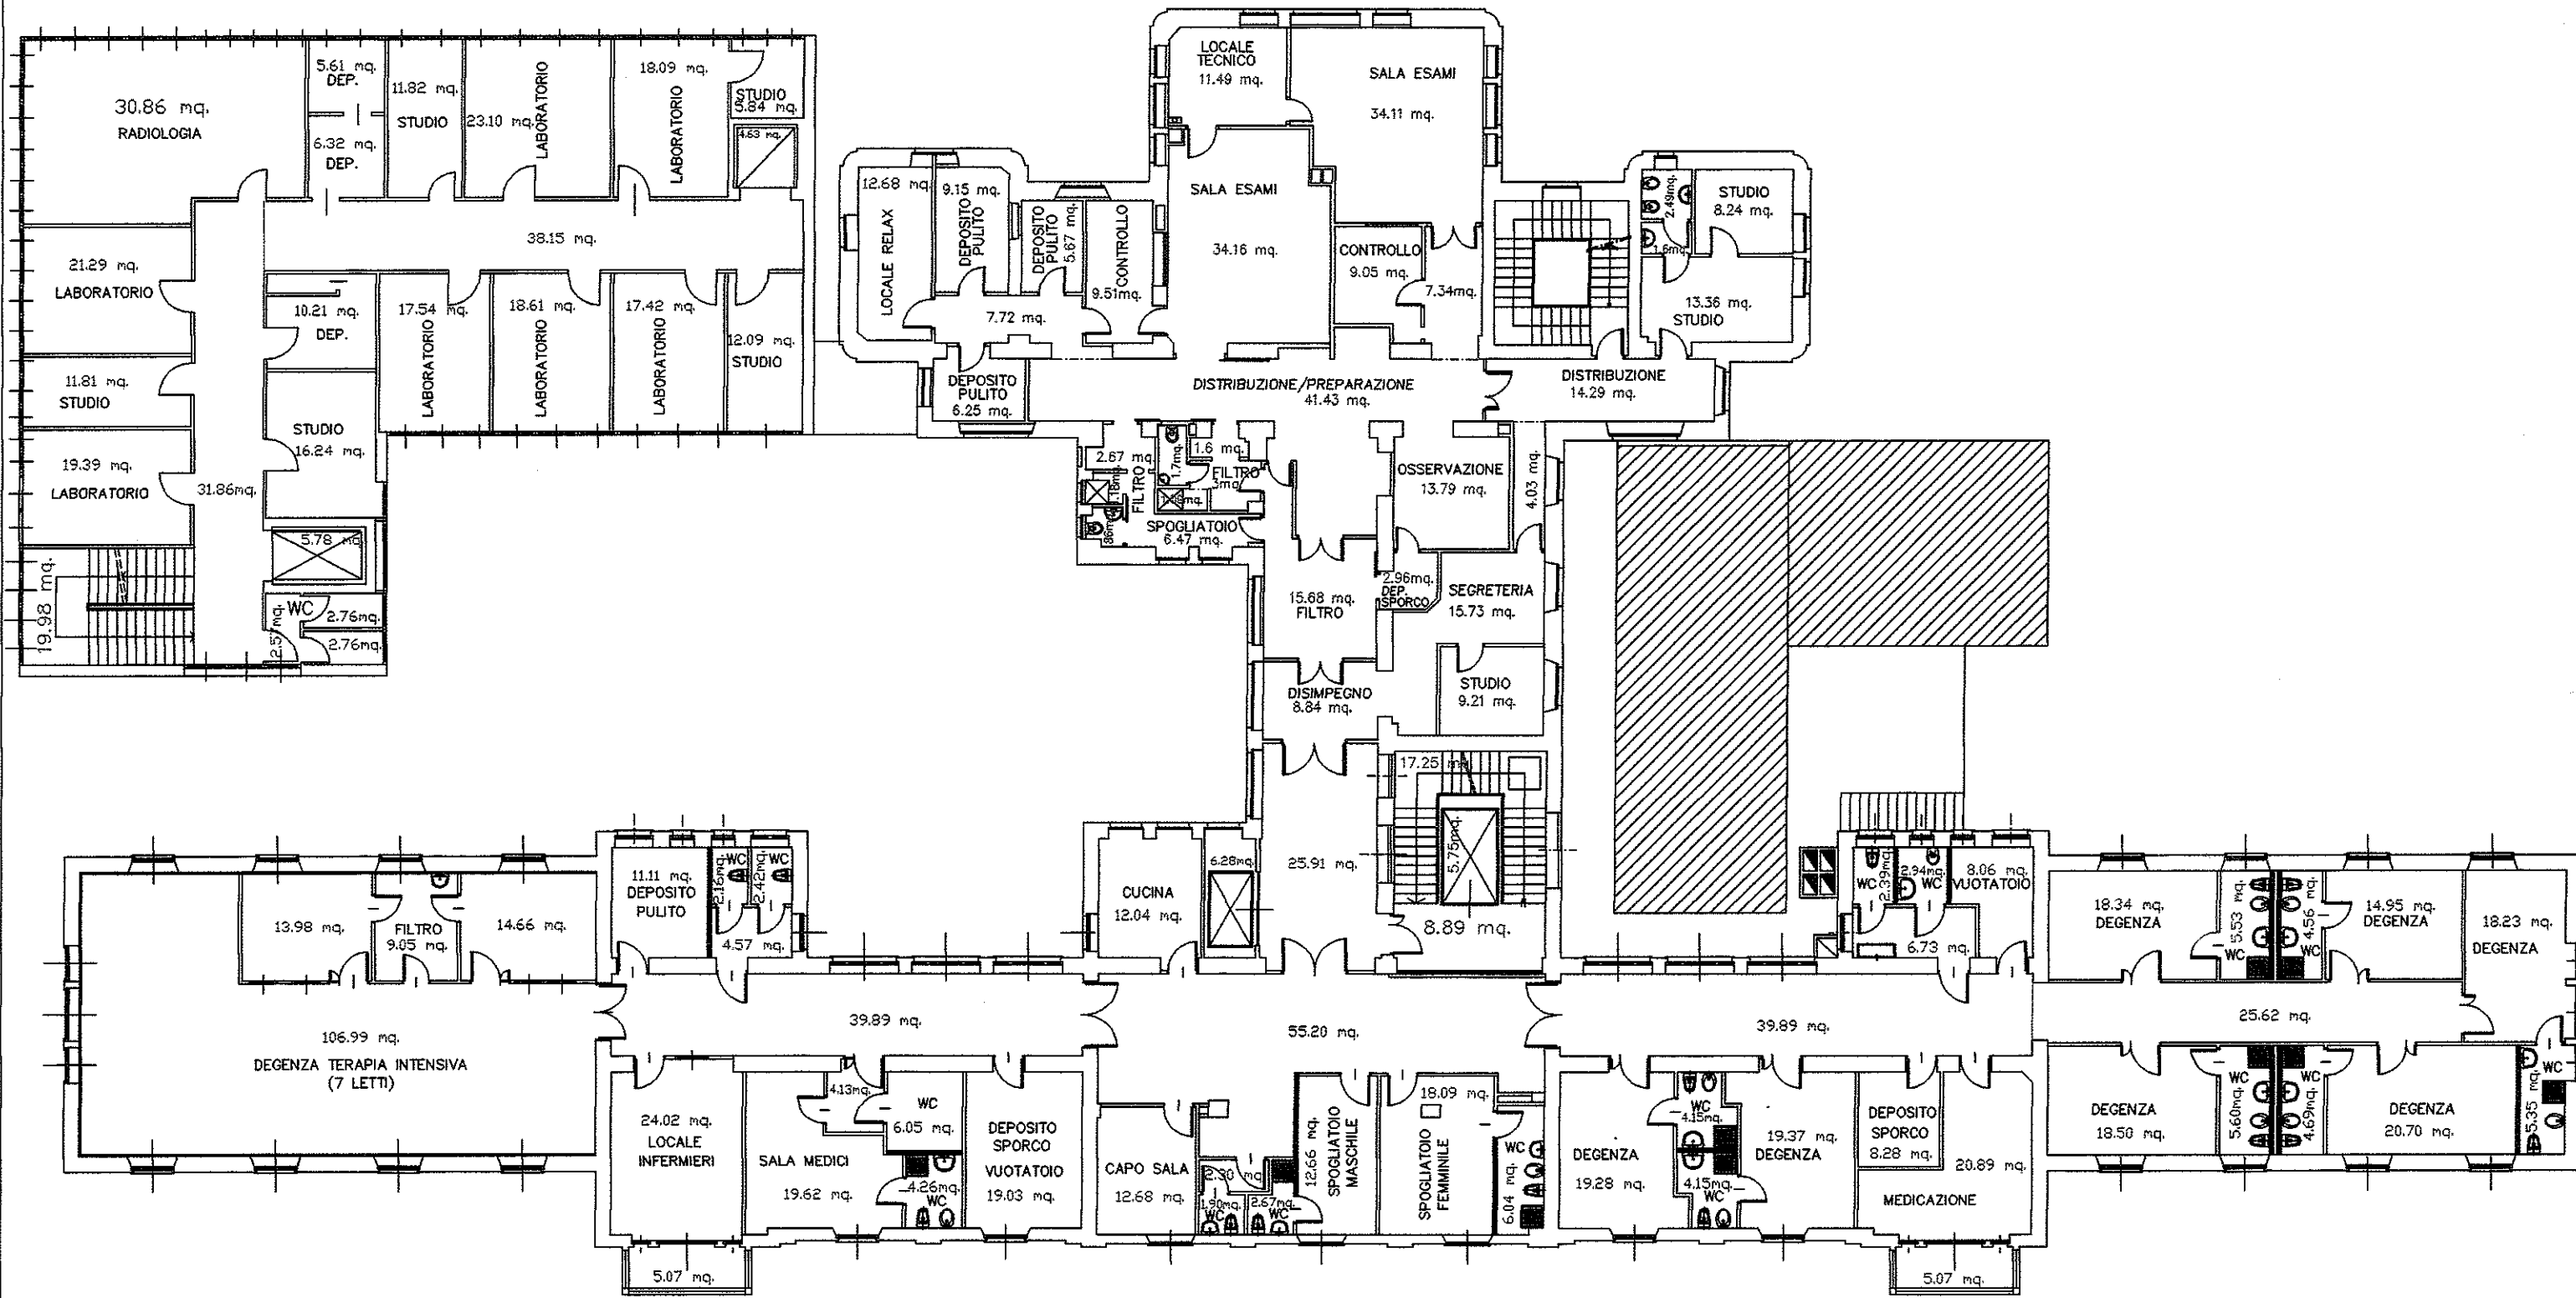 30.86 mq.
RADIOLOGIA
5.61 mq.
DEP.
6.32 mq.
DEP.
11.82 mq.
STUDIO
23.10 mq.
LABORATORIO
18.09 mq.
LABORATORIO
STUDIO
5.84 mq.
4.63 mq.
38.15 mq.
21.29 mq.
LABORATORIO
10.21 mq.
DEP.
17.54 mq.
LABORATORIO
18.61 mq.
LABORATORIO
17.42 mq.
LABORATORIO
12.09 mq.
STUDIO
11.81 mq.
STUDIO
STUDIO
16.24 mq.
19.39 mq.
LABORATORIO
31.86mq.
5.78 mq.
19.98 mq.
WC
2.76mq.
2.76mq.
LOCALE
TECNICO
11.49 mq.
SALA ESAMI
34.11 mq.
12.68 mq.
LOCALE RELAX
9.15 mq.
DEPOSITO
PULITO
DEPOSITO
PULITO
5.67 mq.
CONTROLLO
9.51mq.
SALA ESAMI
34.16 mq.
CONTROLLO
9.05 mq.
7.34mq.
7.72 mq.
2.49mq.
1.6mq.
STUDIO
8.24 mq.
13.36 mq.
STUDIO
DEPOSITO
PULITO
6.25 mq.
DISTRIBUZIONE/PREPARAZIONE
41.43 mq.
DISTRIBUZIONE
14.29 mq.
2.67 mq.
FILTRO
1.7mq.
1.6 mq.
FILTRO
SPOGLIATOIO
6.47 mq.
OSSERVAZIONE
13.79 mq.
4.03 mq.
15.68 mq.
FILTRO
2.96mq.
DEP.
SPORCO
SEGRETERIA
15.73 mq.
DISIMPEGNO
8.84 mq.
STUDIO
9.21 mq.
17.25 mq.
5.75mq.
8.89 mq.
25.91 mq.
CUCINA
12.04 mq.
6.28mq.
13.98 mq.
FILTRO
9.05 mq.
14.66 mq.
11.11 mq.
DEPOSITO
PULITO
2.16mq.
WC
2.42mq.
WC
4.57 mq.
106.99 mq.
DEGENZA TERAPIA INTENSIVA
(7 LETTI)
39.89 mq.
55.20 mq.
39.89 mq.
25.62 mq.
WC
2.39mq.
2.94mq.
WC
8.06 mq.
VUOTATOIO
6.73 mq.
18.34 mq.
DEGENZA
5.53 mq.
WC
4.56 mq.
WC
14.95 mq.
DEGENZA
18.23 mq.
DEGENZA
24.02 mq.
LOCALE
INFERMIERI
4.13mq.
SALA MEDICI
19.62 mq.
WC
6.05 mq.
4.26mq.
WC
DEPOSITO
SPORCO
VUOTATOIO
19.03 mq.
CAPO SALA
12.68 mq.
2.30 mq.
1.90mq.
WC
2.67mq.
WC
12.66 mq.
SPOGLIATOIO
MASCHILE
18.09 mq.
SPOGLIATOIO
FEMMINILE
WC
6.04 mq.
DEGENZA
19.28 mq.
WC
4.15mq.
4.15mq.
WC
19.37 mq.
DEGENZA
DEPOSITO
SPORCO
8.28 mq.
20.89 mq.
MEDICAZIONE
DEGENZA
18.50 mq.
WC
5.60mq.
WC
4.69mq.
DEGENZA
20.70 mq.
WC
5.35 mq.
5.07 mq.
5.07 mq.